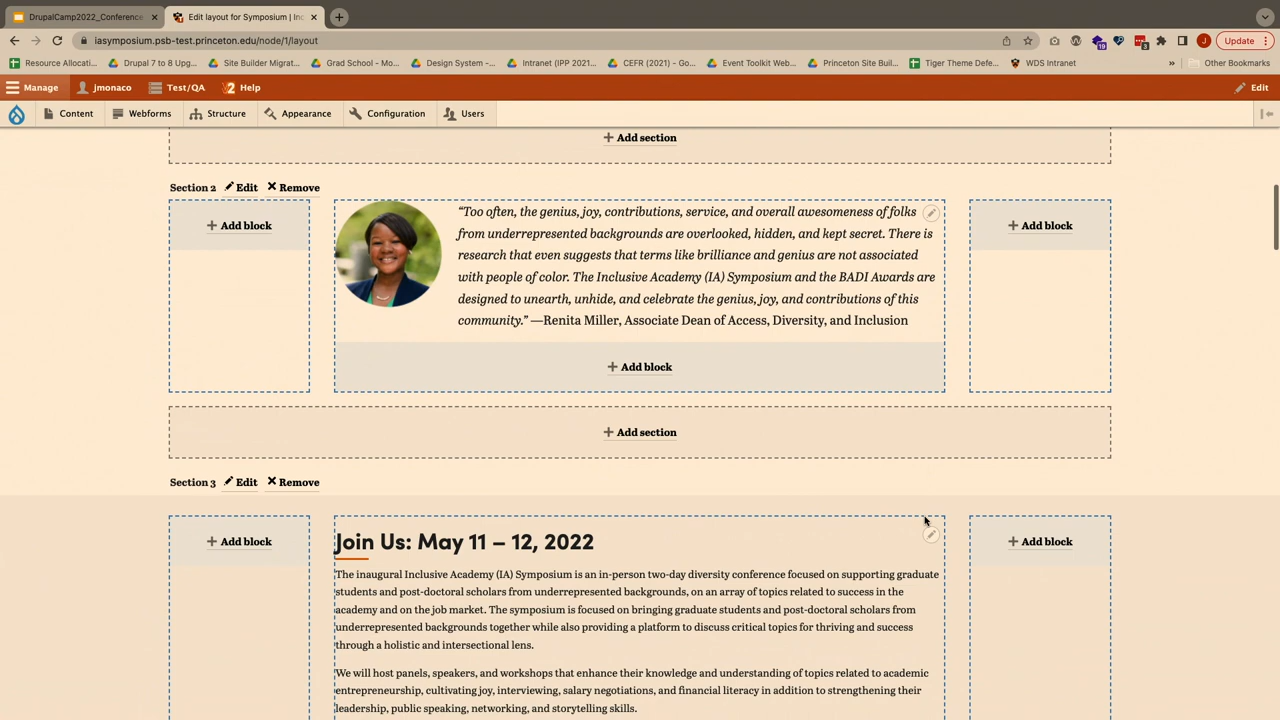 DrupalCamp2022_Conference
Edit layout for Symposium | Inc
iasymposium.psb-test.princeton.edu/node/1/layout
19
3
J
Update
Resource Allocati...
Drupal 7 to 8 Upg...
Site Builder Migrat...
Grad School - Mo...
Design System -...
Intranet (IPP 2021...
CEFR (2021) - Go...
Event Toolkit Web...
Princeton Site Buil...
Tiger Theme Defe...
WDS Intranet
»
Other Bookmarks
Manage
Jmonaco
Test/QA
Help
Edit
Content
Webforms
Structure
Appearance
Configuration
Users
+ Add section
Section 2 Edit Remove
+ Add block
“Too often, the genius, joy, contributions, service, and overall awesomeness of folks
from underrepresented backgrounds are overlooked, hidden, and kept secret. There is
research that even suggests that terms like brilliance and genius are not associated
with people of color. The Inclusive Academy (IA) Symposium and the BADI Awards are
designed to unearth, unhide, and celebrate the genius, joy, and contributions of this
community.” —Renita Miller, Associate Dean of Access, Diversity, and Inclusion
+ Add block
+ Add block
+ Add section
Section 3 Edit Remove
+ Add block
Join Us: May 11 – 12, 2022
The inaugural Inclusive Academy (IA) Symposium is an in-person two-day diversity conference focused on supporting graduate
students and post-doctoral scholars from underrepresented backgrounds, on an array of topics related to success in the
academy and on the job market. The symposium is focused on bringing graduate students and post-doctoral scholars from
underrepresented backgrounds together while also providing a platform to discuss critical topics for thriving and success
through a holistic and intersectional lens.
We will host panels, speakers, and workshops that enhance their knowledge and understanding of topics related to academic
entrepreneurship, cultivating joy, interviewing, salary negotiations, and financial literacy in addition to strengthening their
leadership, public speaking, networking, and storytelling skills.
+ Add block